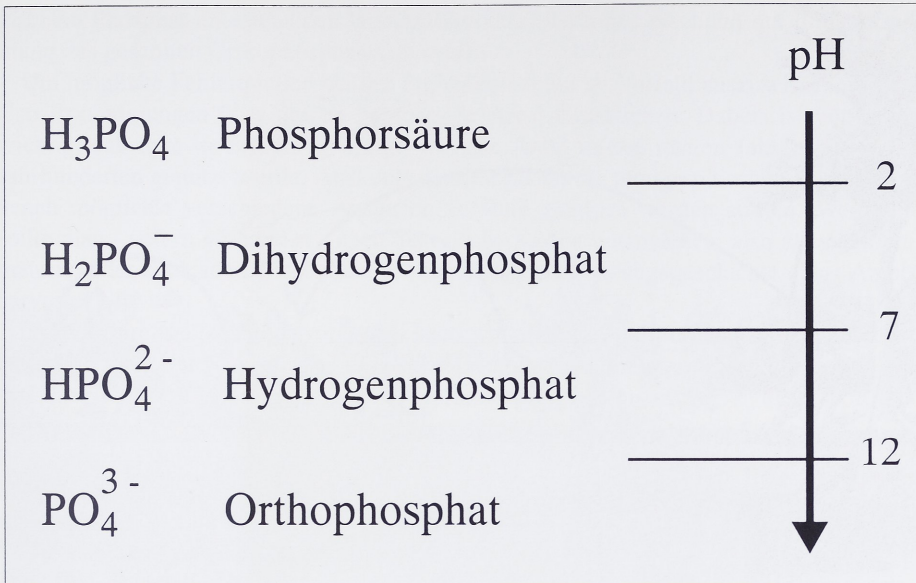 pH
H₃PO₄ Phosphorsäure
2
H₂PO₄⁻ Dihydrogenphosphat
7
HPO₄²⁻ Hydrogenphosphat
12
PO₄³⁻ Orthophosphat